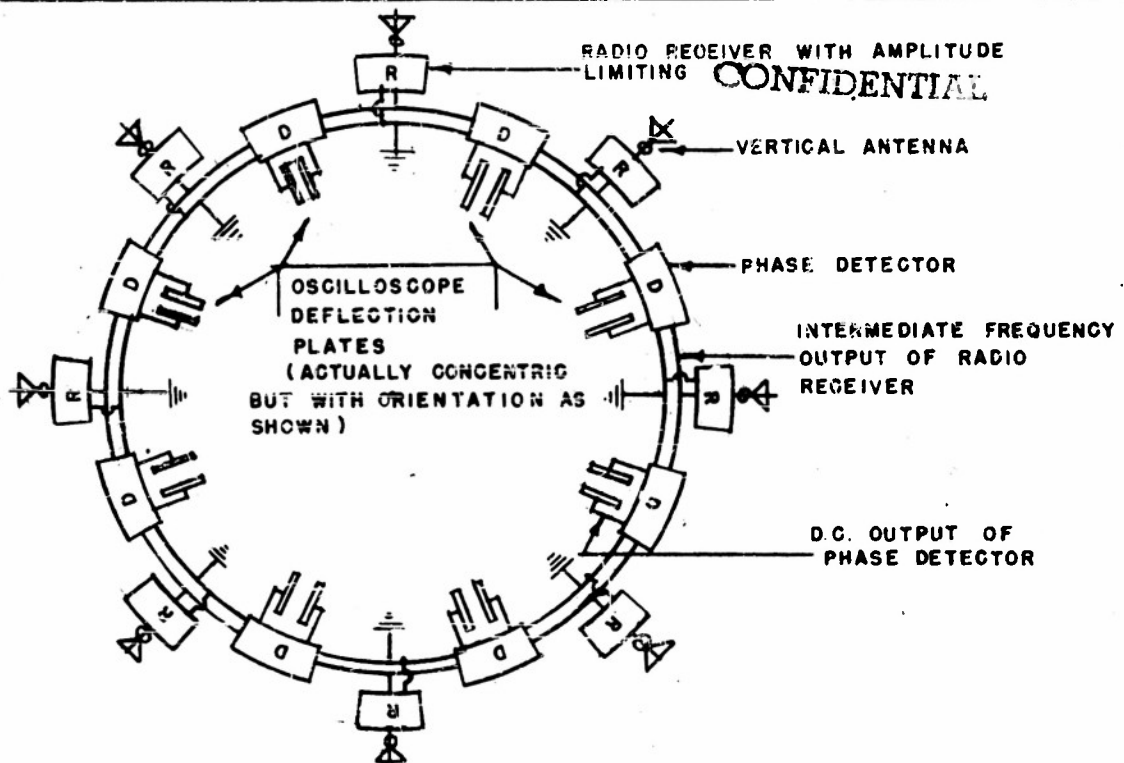 RADIO RECEIVER WITH AMPLITUDE
LIMITING CONFIDENTIAL
VERTICAL ANTENNA
PHASE DETECTOR
INTERMEDIATE FREQUENCY
OUTPUT OF RADIO
RECEIVER
OSCILLOSCOPE
DEFLECTION
PLATES
(ACTUALLY CONCENTRIC
BUT WITH ORIENTATION AS
SHOWN)
D.C. OUTPUT OF
PHASE DETECTOR
R
D
D
R
R
D
D
R
R
D
D
R
R
D
D
R